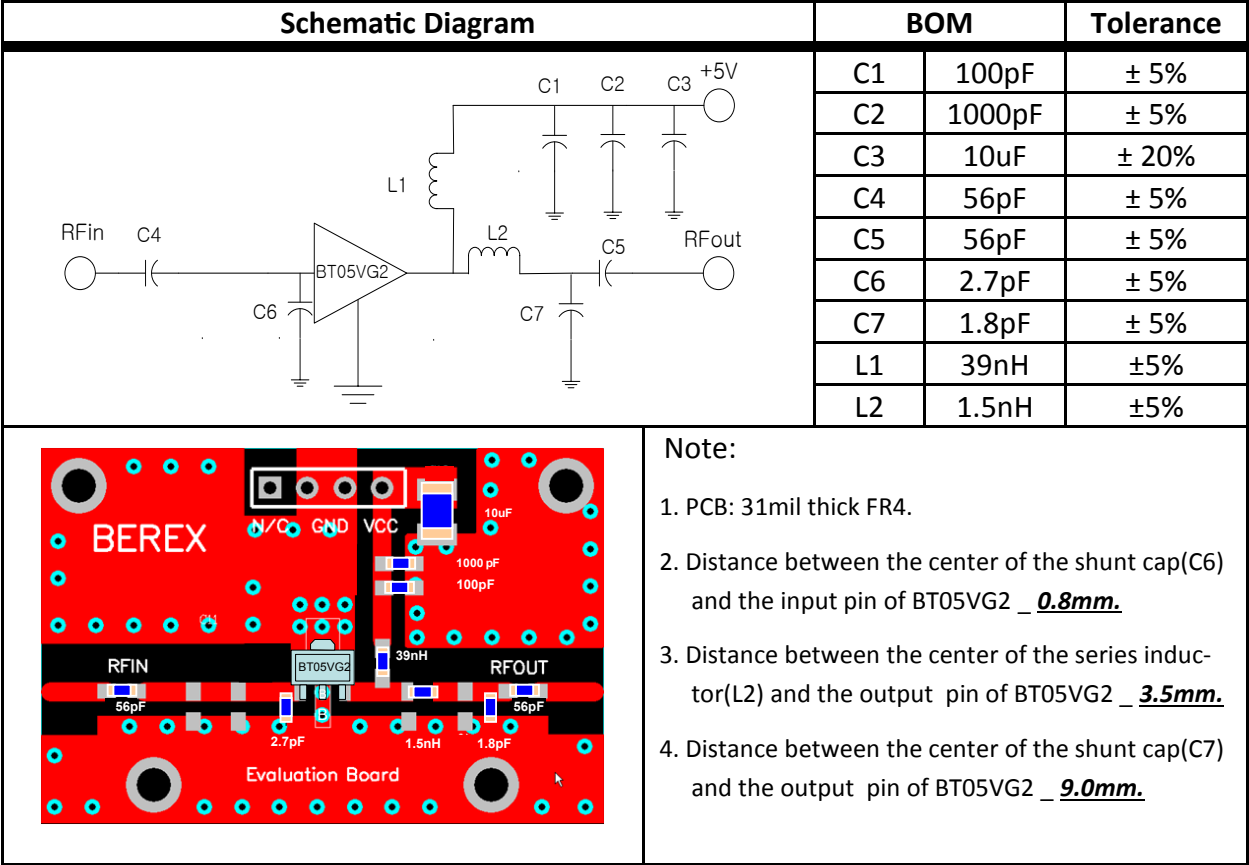 Schematic Diagram
BOM
Tolerance
C1 100pF ± 5%
C2 1000pF ± 5%
C3 10uF ± 20%
C4 56pF ± 5%
C5 56pF ± 5%
C6 2.7pF ± 5%
C7 1.8pF ± 5%
L1 39nH ±5%
L2 1.5nH ±5%
C1 C2 C3 +5V
L1
RFin C4
BT05VG2
L2
C5
RFout
C6
C7
BEREX
N/C GND VCC
10uF
1000 pF
100pF
39nH
RFIN
BT05VG2
RFOUT
56pF
56pF
2.7pF
1.5nH
1.8pF
Evaluation Board
Note:
1. PCB: 31mil thick FR4.
2. Distance between the center of the shunt cap(C6)
and the input pin of BT05VG2 _ 0.8mm.
3. Distance between the center of the series induc-
tor(L2) and the output pin of BT05VG2 _ 3.5mm.
4. Distance between the center of the shunt cap(C7)
and the output pin of BT05VG2 _ 9.0mm.